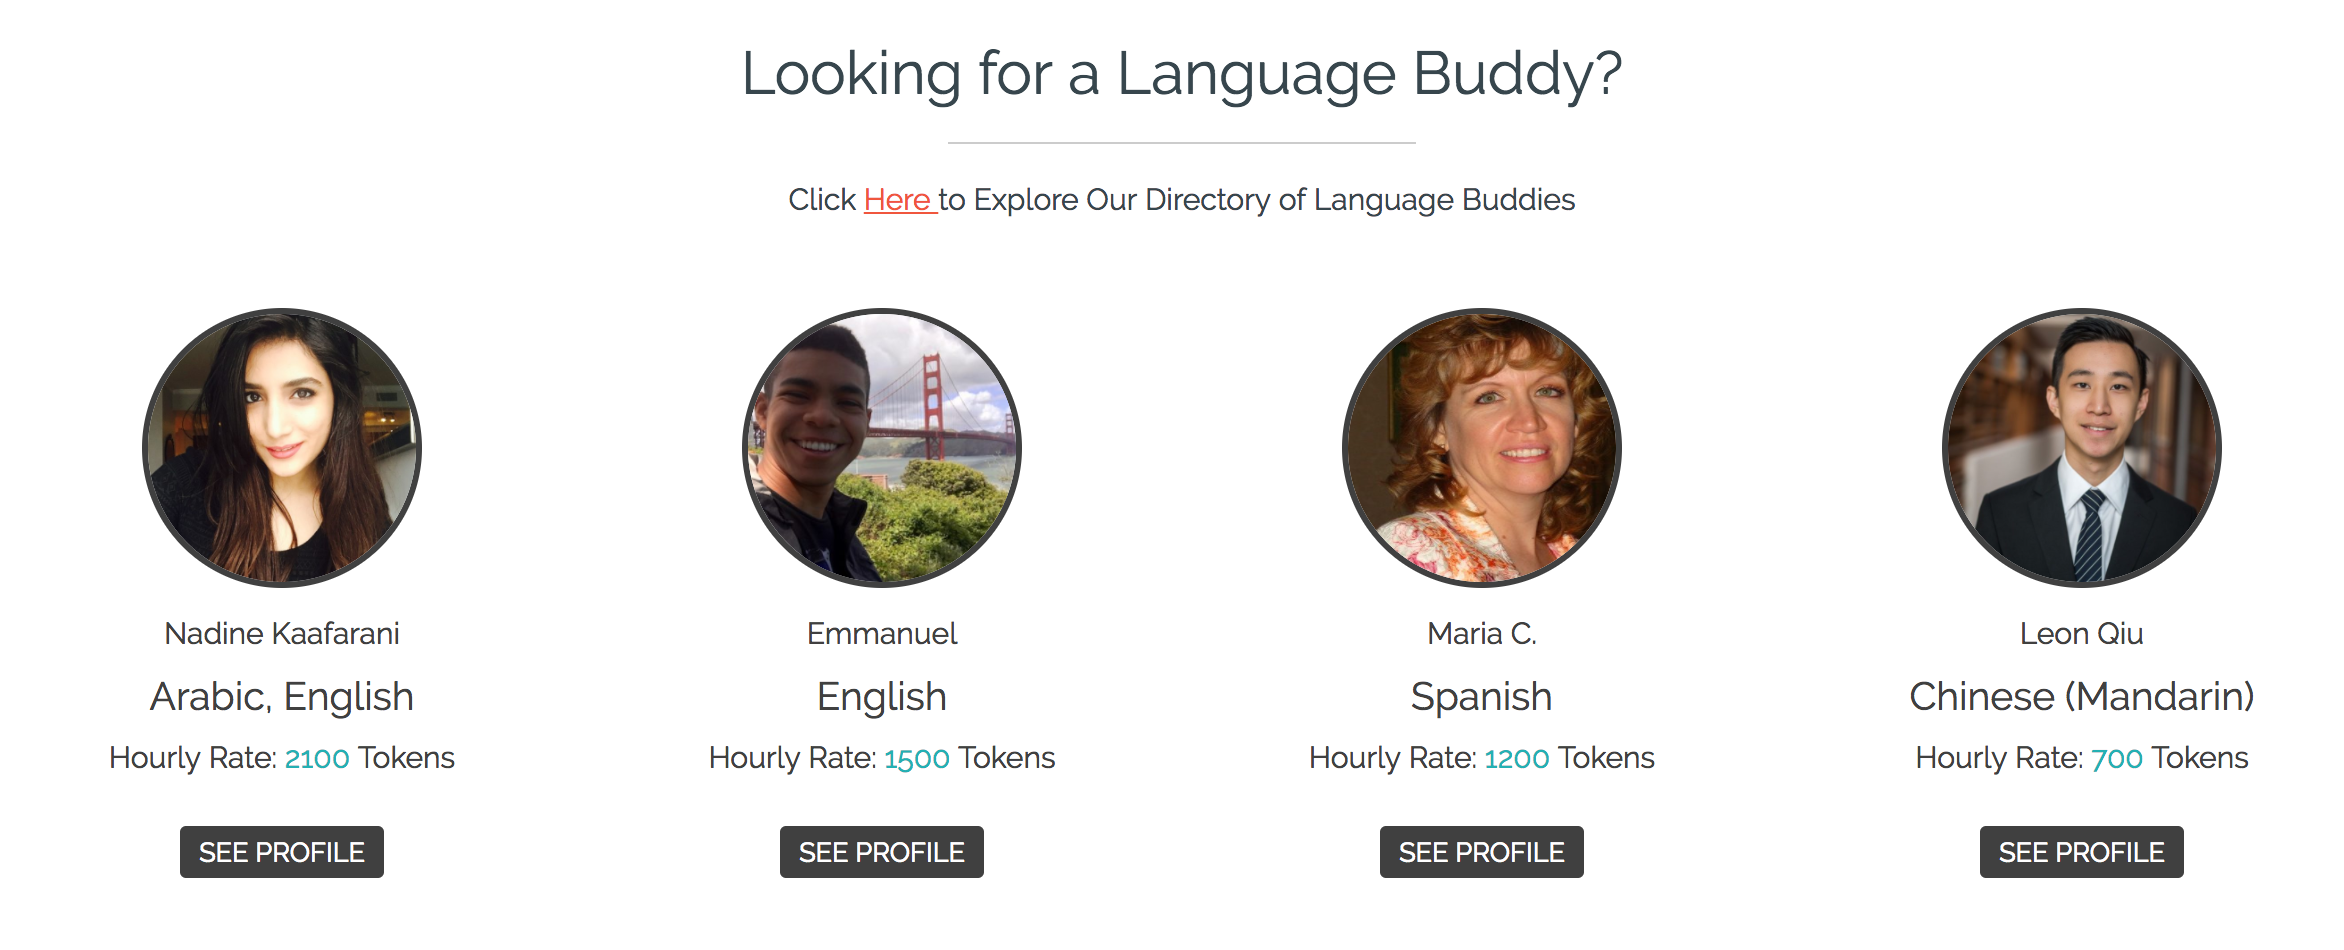 Looking for a Language Buddy?
Click Here to Explore Our Directory of Language Buddies
Nadine Kaafarani
Arabic, English
Hourly Rate: 2100 Tokens
SEE PROFILE
Emmanuel
English
Hourly Rate: 1500 Tokens
SEE PROFILE
Maria C.
Spanish
Hourly Rate: 1200 Tokens
SEE PROFILE
Leon Qiu
Chinese (Mandarin)
Hourly Rate: 700 Tokens
SEE PROFILE